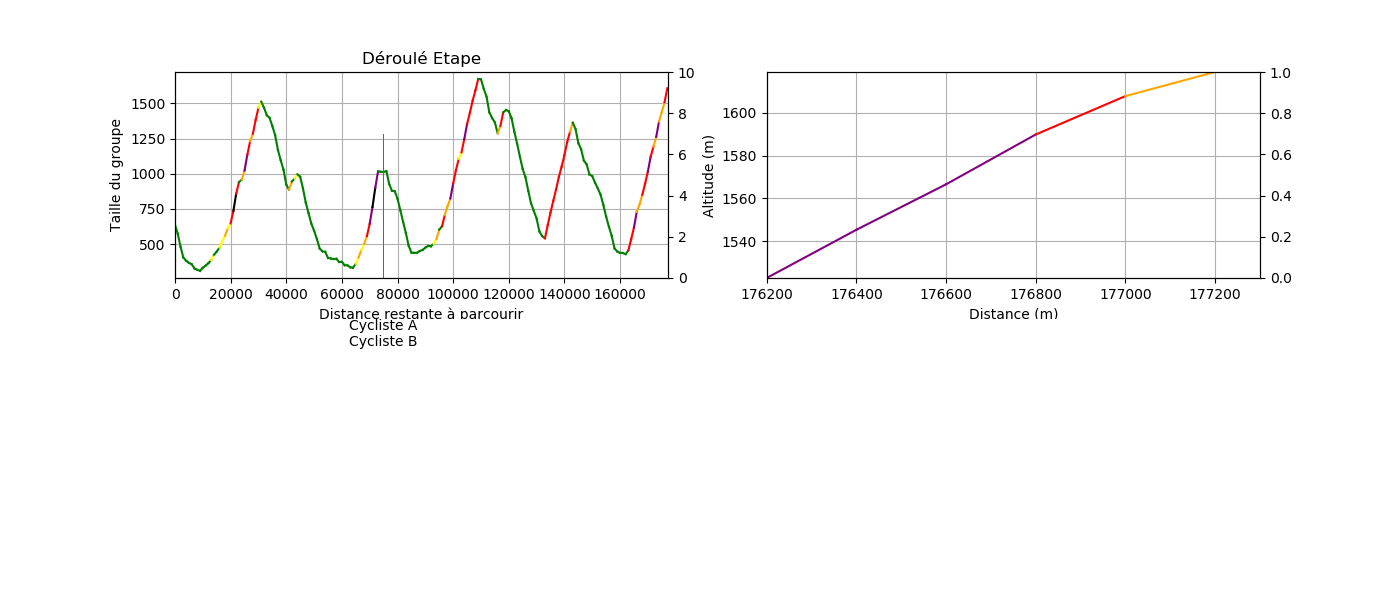 Déroulé Etape
Taille du groupe
1500
1250
1000
750
500
10
8
6
4
2
0
0 20000 40000 60000 80000 100000 120000 140000 160000
Distance restante à parcourir
Cycliste A
Cycliste B
Altitude (m)
1600
1580
1560
1540
1.0
0.8
0.6
0.4
0.2
0.0
176200 176400 176600 176800 177000 177200
Distance (m)